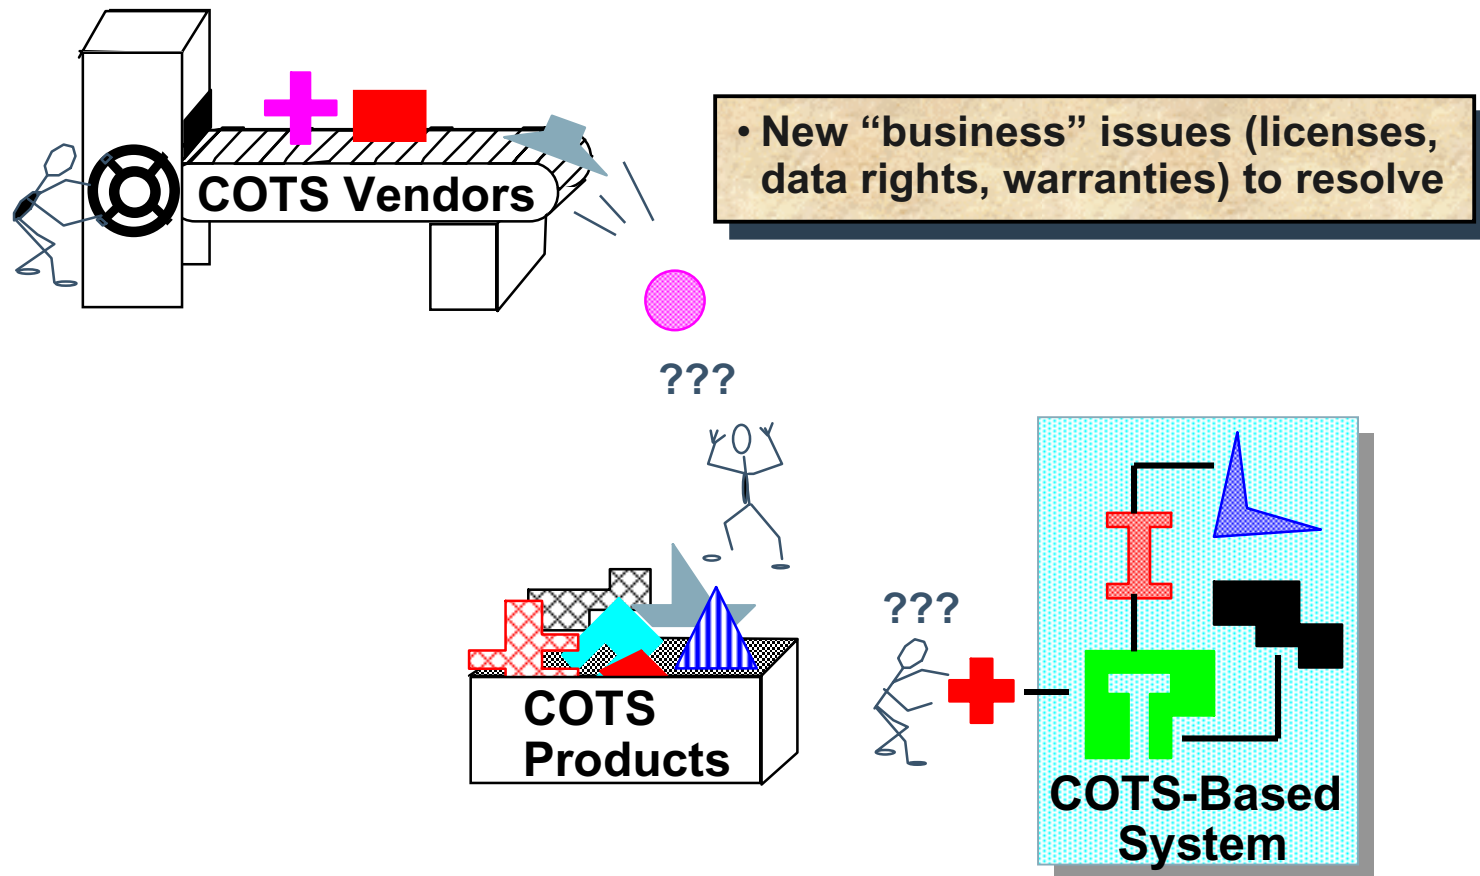 COTS Vendors
• New “business” issues (licenses,
data rights, warranties) to resolve
???
???
COTS
Products
COTS-Based
System